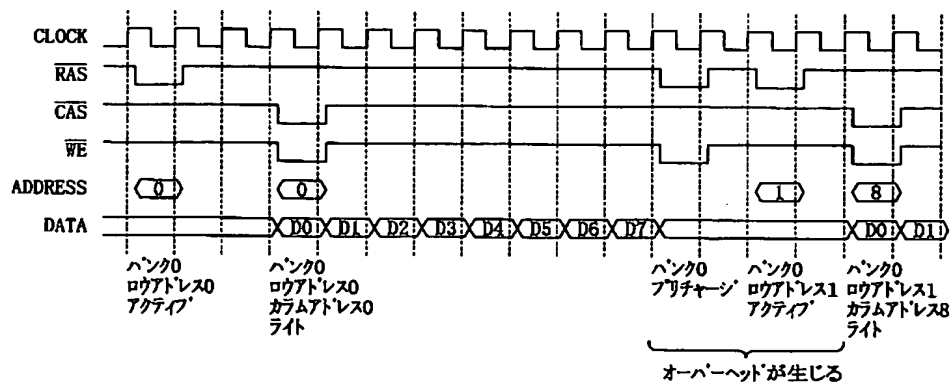 CLOCK
RAS
CAS
WE
ADDRESS 0 0 1 8
DATA D0 D1 D2 D3 D4 D5 D6 D7 D0 D1
バンク0
ロウアドレス0
アクティブ
バンク0
ロウアドレス0
カラムアドレス0
ライト
バンク0
プリチャージ
バンク0
ロウアドレス1
アクティブ
バンク0
ロウアドレス1
カラムアドレス8
ライト
オーバーヘッドが生じる